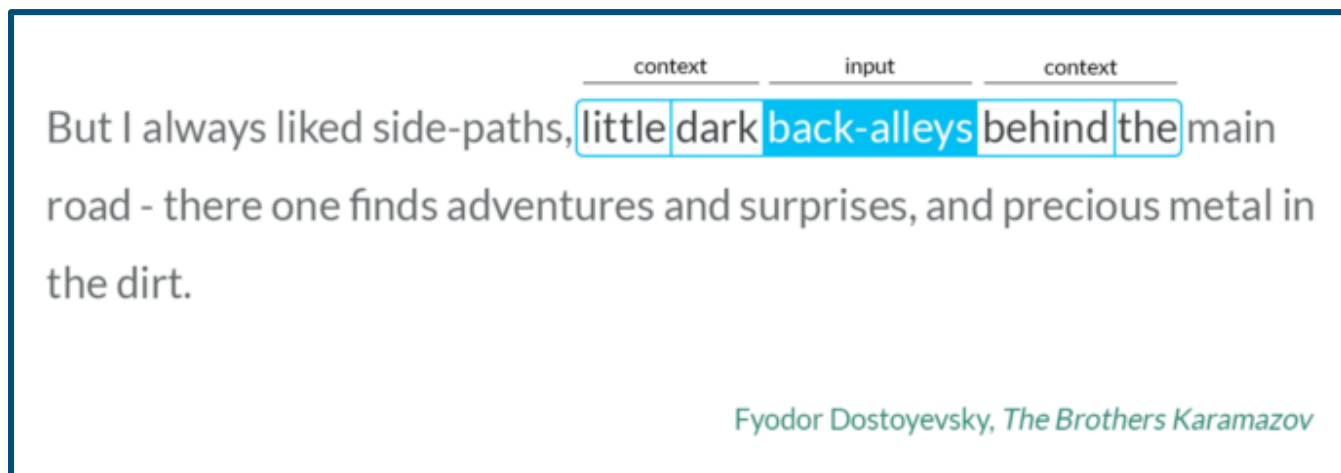 context input context
But I always liked side-paths, little dark back-alleys behind the main
road - there one finds adventures and surprises, and precious metal in
the dirt.
Fyodor Dostoyevsky, The Brothers Karamazov